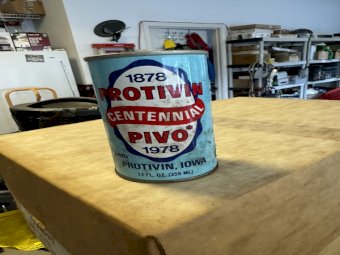 1878
PROTIVIN
CENTENNIAL
PIVO*
1978
PROTIVIN, IOWA
12 FL. OZ. (355 ML)